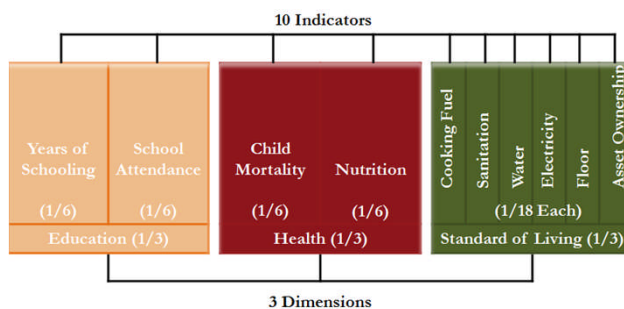 10 Indicators
Years of
Schooling
(1/6)
School
Attendance
(1/6)
Education (1/3)
Child
Mortality
(1/6)
Nutrition
(1/6)
Health (1/3)
Cooking Fuel
Sanitation
Water
Electricity
Floor
Asset Ownership
(1/18 Each)
Standard of Living (1/3)
3 Dimensions